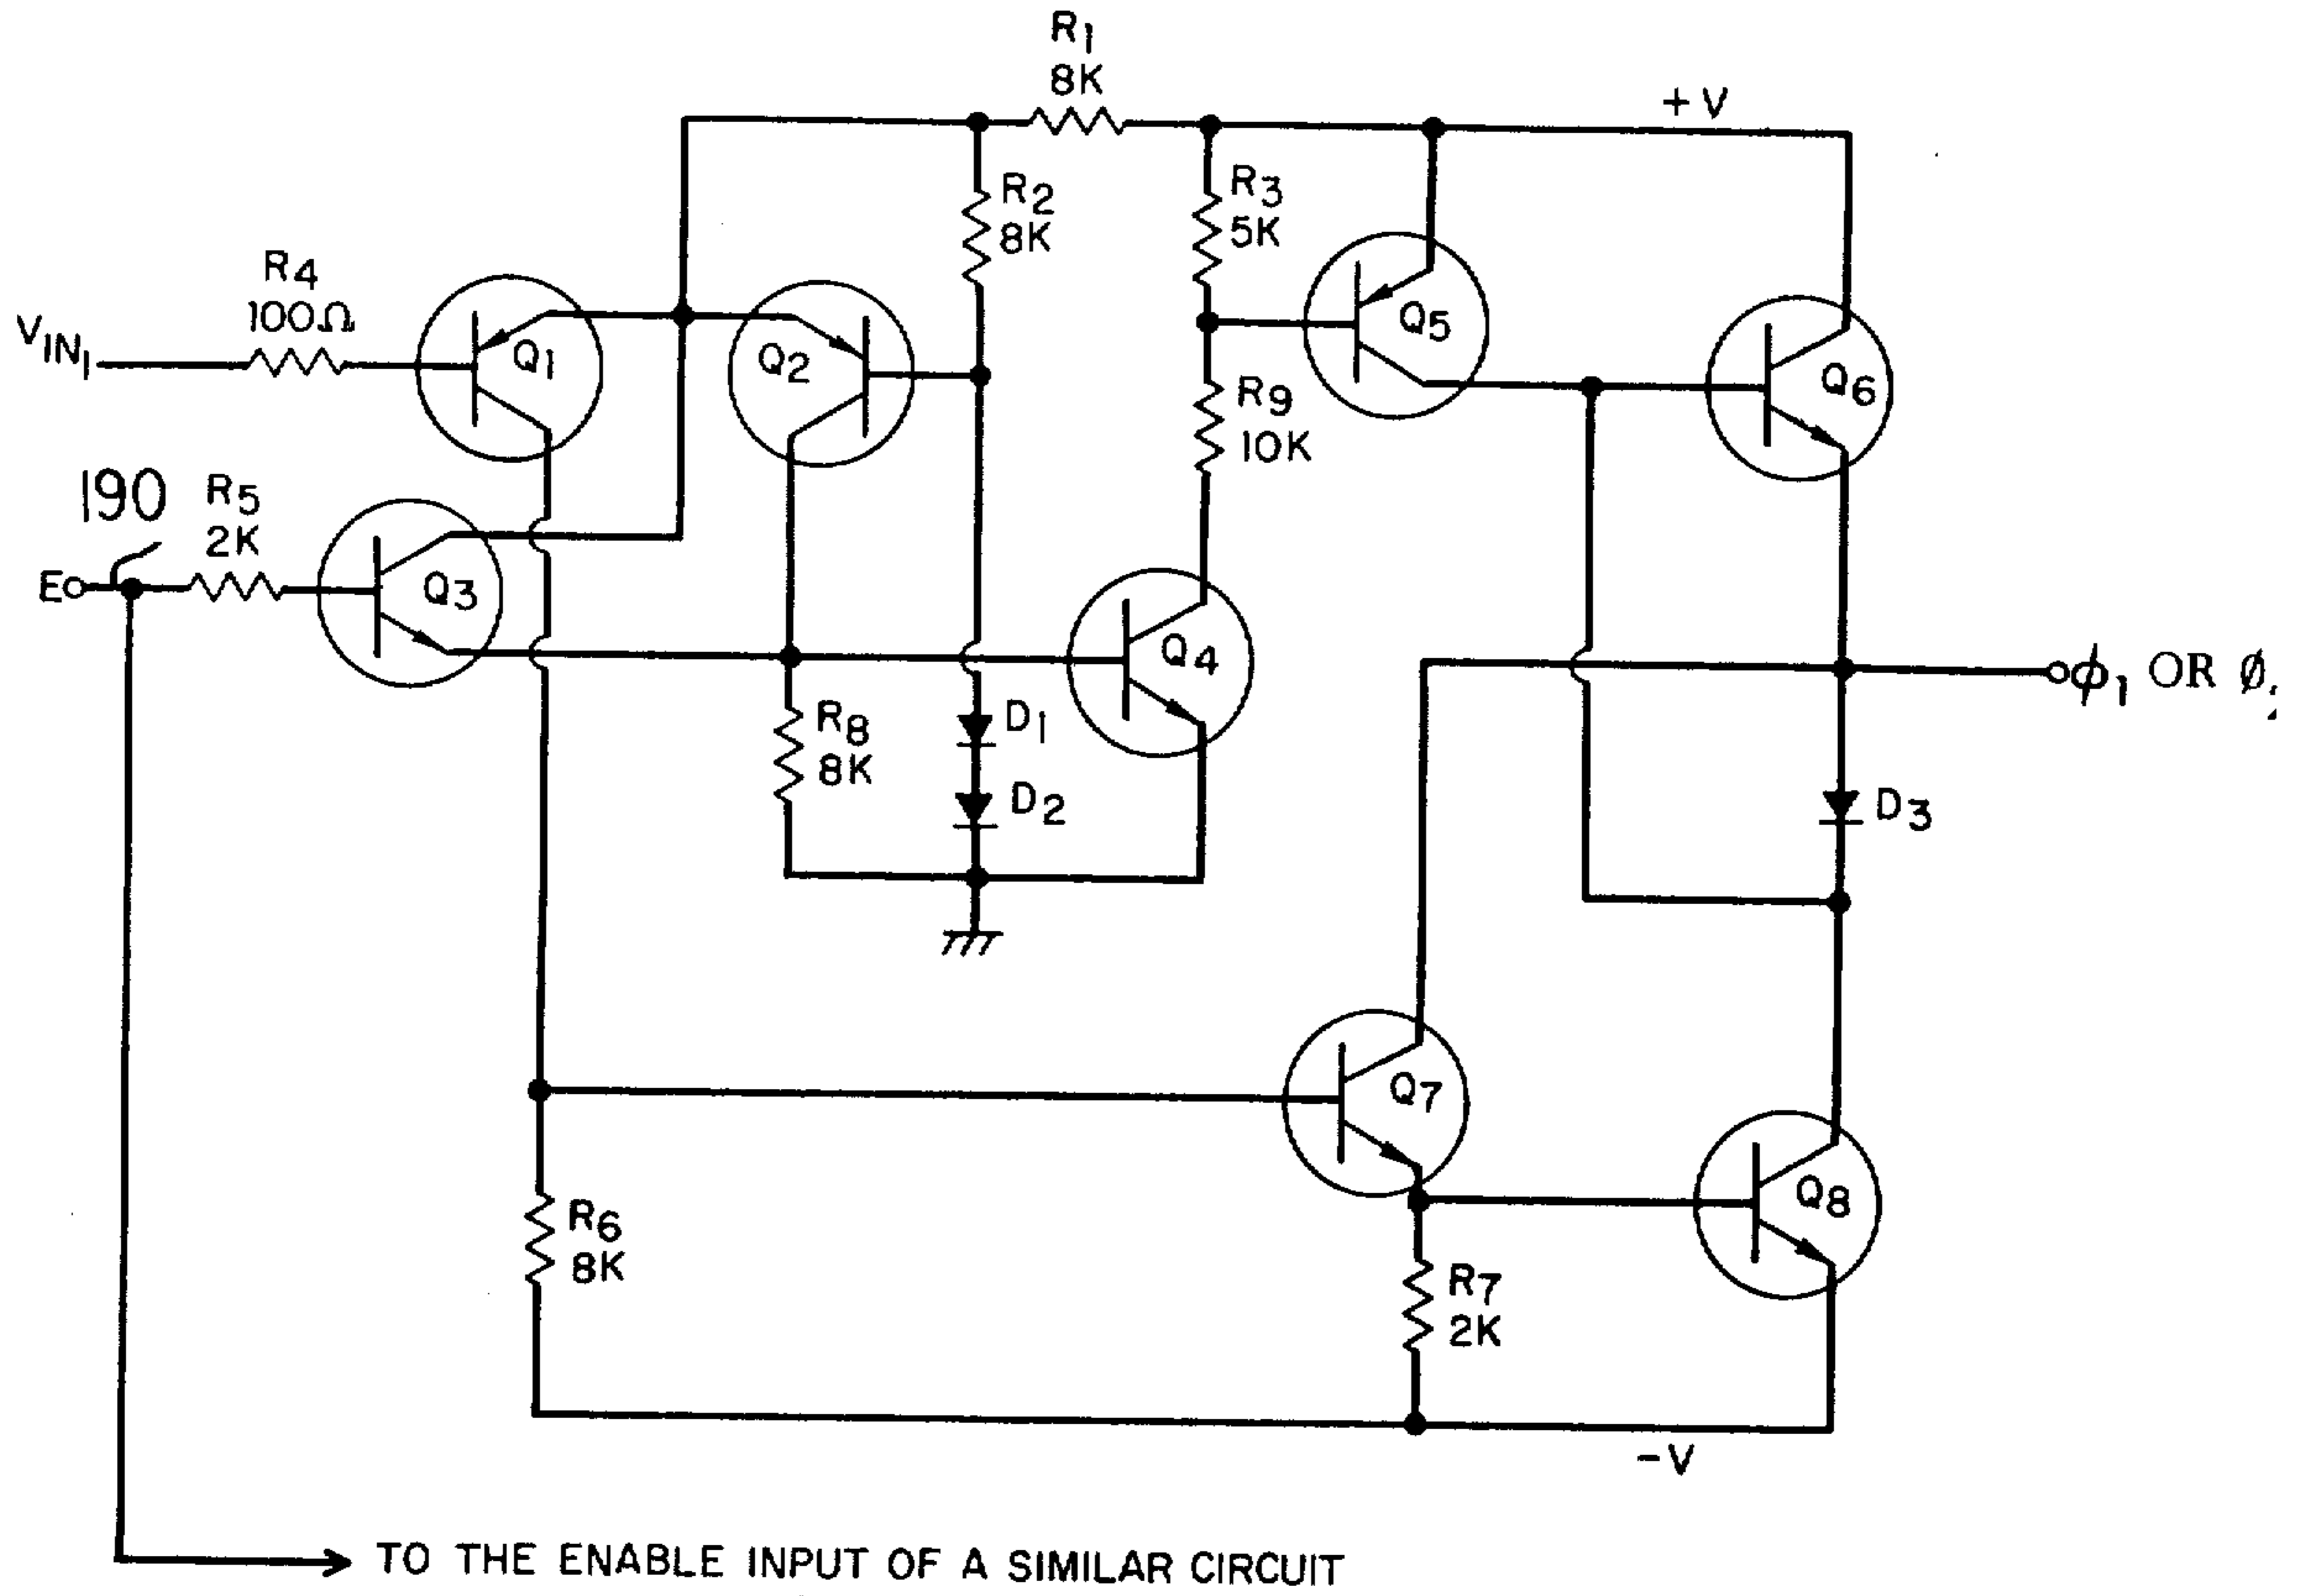 R1
8K
+V
R2
8K
R3
5K
R4
100Ω
VIN1
Q1
Q2
Q5
Q6
R9
10K
190
R5
2K
E
Q3
Q4
ϕ1 OR Ø
R8
8K
D1
D2
D3
Q7
Q8
R6
8K
R7
2K
-V
TO THE ENABLE INPUT OF A SIMILAR CIRCUIT